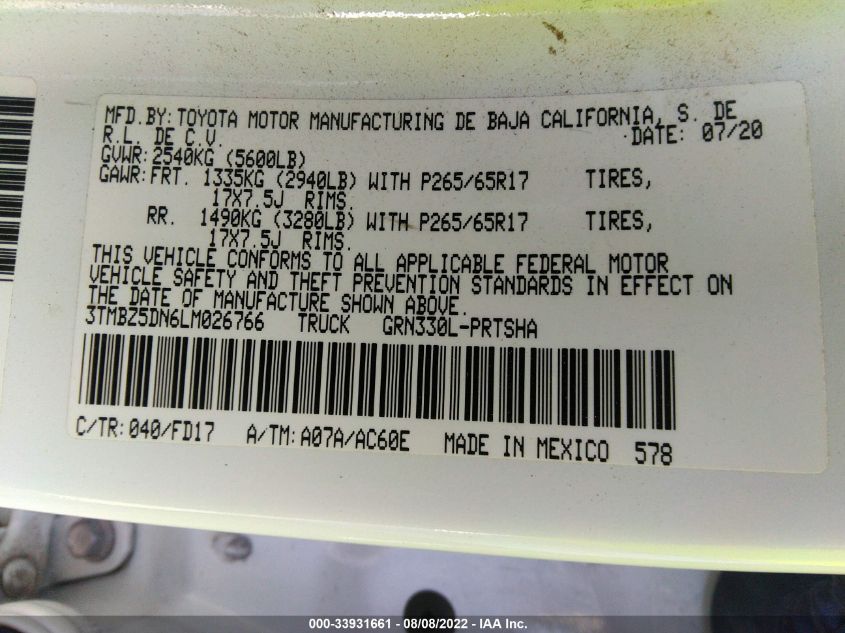 MFD.BY: TOYOTA MOTOR MANUFACTURING DE BAJA CALIFORNIA, S. DE
R.L. DE C.V. DATE: 07/20
GVWR: 2540KG (5600LB)
GAWR: FRT. 1335KG (2940LB) WITH P265/65R17 TIRES,
17X7.5J RIMS.
RR. 1490KG (3280LB) WITH P265/65R17 TIRES,
17X7.5J RIMS.
THIS VEHICLE CONFORMS TO ALL APPLICABLE FEDERAL MOTOR
VEHICLE SAFETY AND THEFT PREVENTION STANDARDS IN EFFECT ON
THE DATE OF MANUFACTURE SHOWN ABOVE.
3TMBZ5DN6LM026766 TRUCK GRN330L-PRTSHA
C/TR: 040/FD17 A/TM: A07A/AC60E MADE IN MEXICO 578
000-33931661 - 08/08/2022 - IAA Inc.